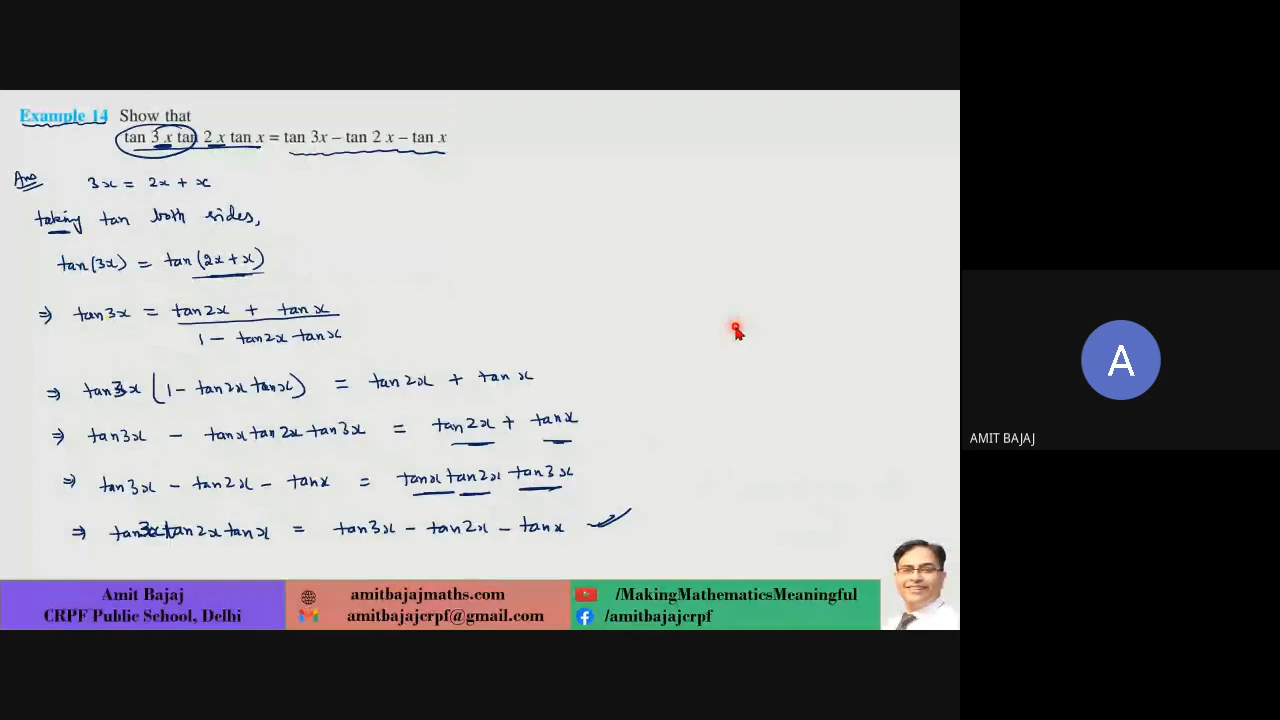 Example 14 Show that
tan 3 x tan 2 x tan x = tan 3x – tan 2 x – tan x
Ans 3x = 2x + x
taking tan both sides,
tan(3x) = tan(2x+x)
⇒ tan3x = tan2x + tanx
1 - tan2x tanx
⇒ tan3x (1 - tan2x tanx) = tan2x + tanx
⇒ tan3x - tanx tan2x tan3x = tan2x + tanx
⇒ tan3x - tan2x - tanx = tanx tan2x tan3x
⇒ tan3x tan2x tanx = tan3x - tan2x - tanx
A
AMIT BAJAJ
Amit Bajaj
CRPF Public School, Delhi
amitbajajmaths.com
amitbajajcrpf@gmail.com
/MakingMathematicsMeaningful
/amitbajajcrpf